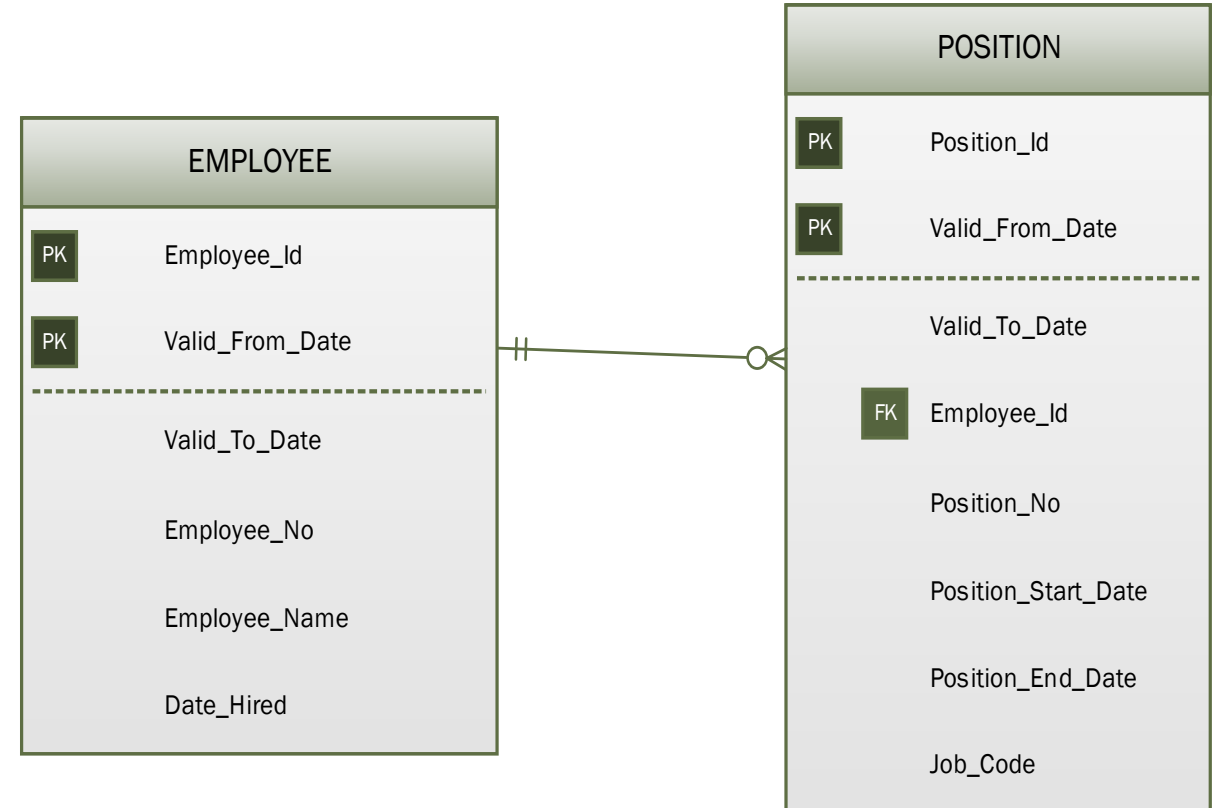 EMPLOYEE
PK Employee_Id
PK Valid_From_Date
Valid_To_Date
Employee_No
Employee_Name
Date_Hired
POSITION
PK Position_Id
PK Valid_From_Date
Valid_To_Date
FK Employee_Id
Position_No
Position_Start_Date
Position_End_Date
Job_Code